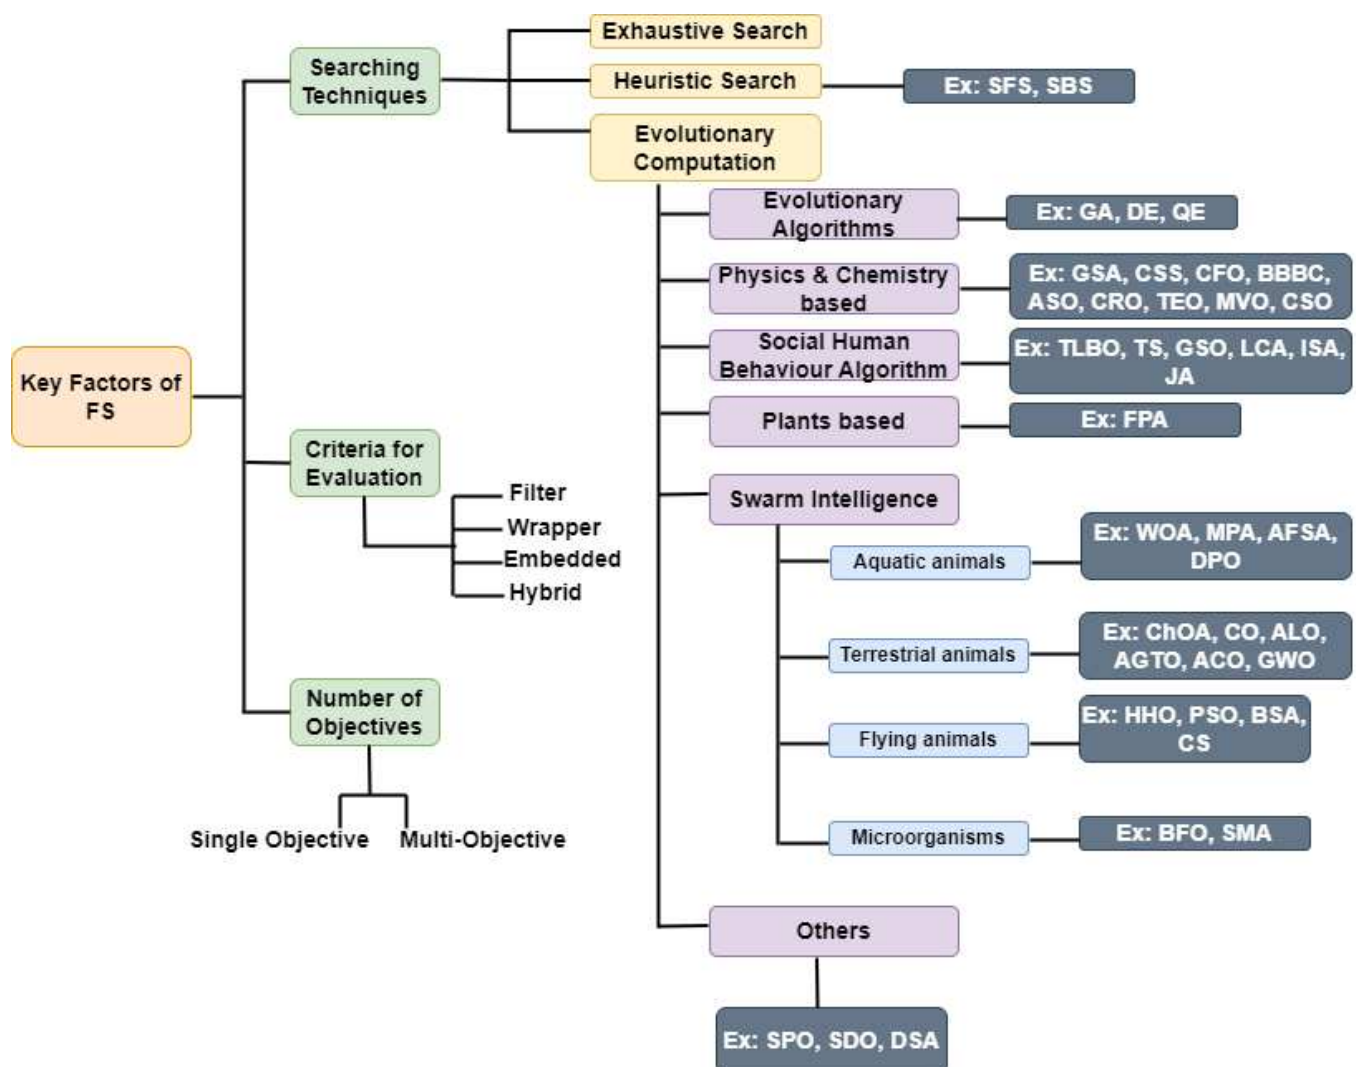 Exhaustive Search
Searching
Techniques
Heuristic Search
Ex: SFS, SBS
Evolutionary
Computation
Evolutionary
Algorithms
Ex: GA, DE, QE
Physics & Chemistry
based
Ex: GSA, CSS, CFO, BBBC,
ASO, CRO, TEO, MVO, CSO
Social Human
Behaviour Algorithm
Ex: TLBO, TS, GSO, LCA, ISA,
JA
Key Factors of
FS
Plants based
Ex: FPA
Criteria for
Evaluation
Filter
Wrapper
Embedded
Hybrid
Swarm Intelligence
Aquatic animals
Ex: WOA, MPA, AFSA,
DPO
Terrestrial animals
Ex: ChOA, CO, ALO,
AGTO, ACO, GWO
Number of
Objectives
Flying animals
Ex: HHO, PSO, BSA,
CS
Single Objective
Multi-Objective
Microorganisms
Ex: BFO, SMA
Others
Ex: SPO, SDO, DSA